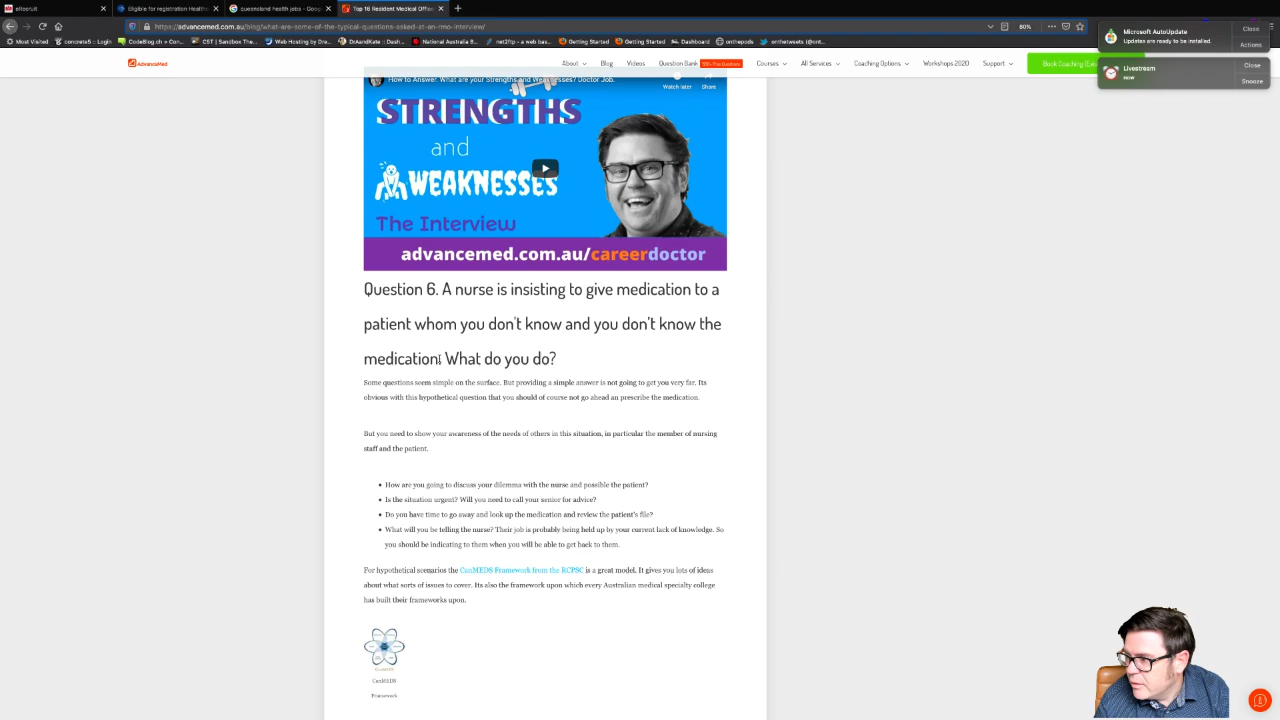 eltoruit
Eligible for registration Healthc
queensland health jobs - Goog
Top 16 Resident Medical Office
https://advancemed.com.au/blog/what-are-some-of-the-typical-questions-asked-at-an-rmo-interview/
80%
Most Visited
concrete5 :: Login
CodeBlog.ch » Con...
CST | Sandbox The...
Web Hosting by Dre...
DrAandKate :: Dash...
National Australia B...
net2ftp - a web ba...
Getting Started
Getting Started
Dashboard
onthepods
onthetweets (@ont...
Microsoft AutoUpdate
Updates are ready to be installed.
Close
Actions
Livestream
now
Close
Snooze
AdvanceMed
About
Blog
Videos
Question Bank
Courses
All Services
Coaching Options
Workshops 2020
Support
Book Coaching
How to Answer. What are your Strengths and Weaknesses? Doctor Job.
Watch later
Share
STRENGTHS
and
WEAKNESSES
The Interview
advancemed.com.au/careerdoctor
Question 6. A nurse is insisting to give medication to a
patient whom you don't know and you don't know the
medication. What do you do?
Some questions seem simple on the surface. But providing a simple answer is not going to get you very far. Its
obvious with this hypothetical question that you should of course not go ahead an prescribe the medication.
But you need to show your awareness of the needs of others in this situation, in particular the member of nursing
staff and the patient.
How are you going to discuss your dilemma with the nurse and possible the patient?
Is the situation urgent? Will you need to call your senior for advice?
Do you have time to go away and look up the medication and review the patient's file?
What will you be telling the nurse? Their job is probably being held up by your current lack of knowledge. So
you should be indicating to them when you will be able to get back to them.
For hypothetical scenarios the CanMEDS Framework from the RCPSC is a great model. It gives you lots of ideas
about what sorts of issues to cover. Its also the framework upon which every Australian medical specialty college
has built their frameworks upon.
CanMEDS
CanMEDS
Framework